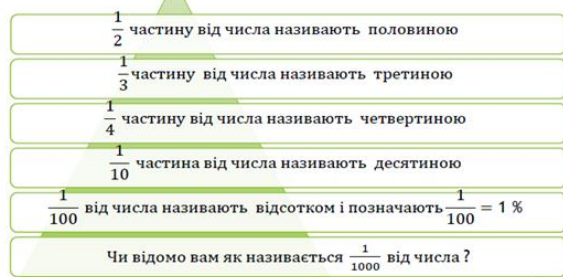 1/2 частину від числа називають половиною
1/3 частину від числа називають третиною
1/4 частину від числа називають четвертиною
1/10 частина від числа називають десятиною
1/100 від числа називають відсотком і позначають 1/100 = 1 %
Чи відомо вам як називається 1/1000 від числа ?